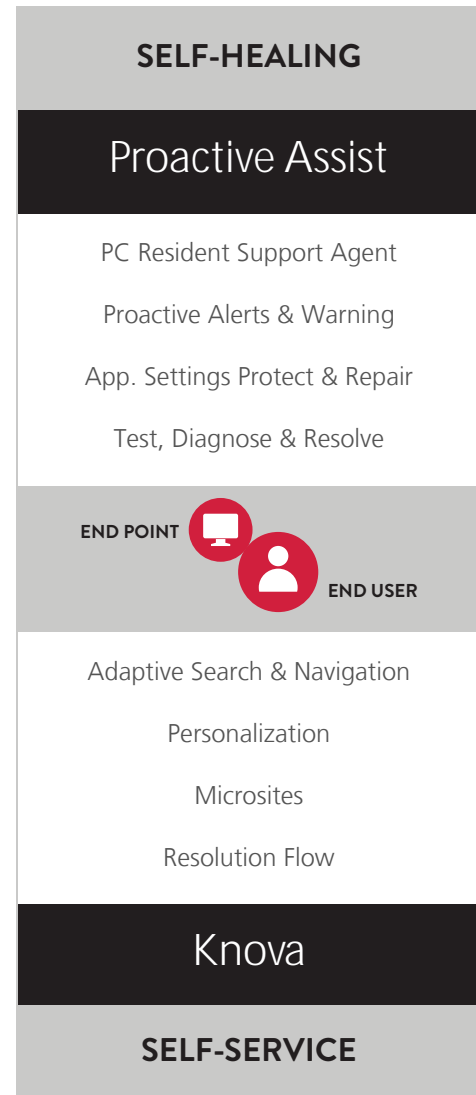 SELF-HEALING
Proactive Assist
PC Resident Support Agent
Proactive Alerts & Warning
App. Settings Protect & Repair
Test, Diagnose & Resolve
END POINT
END USER
Adaptive Search & Navigation
Personalization
Microsites
Resolution Flow
Knova
SELF-SERVICE